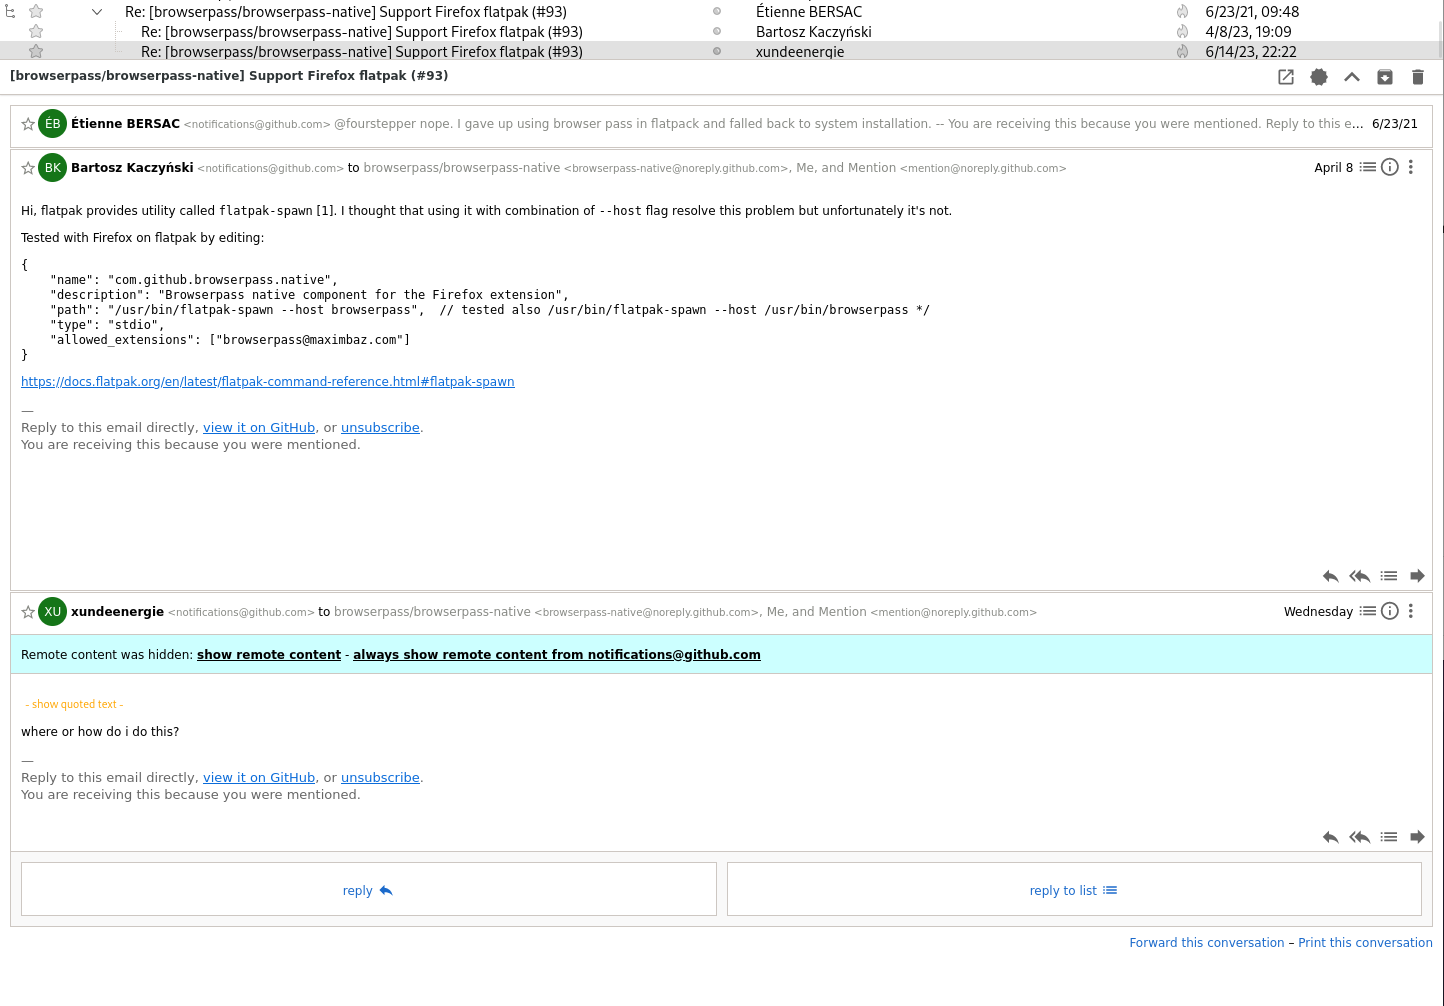 Re: [browserpass/browserpass-native] Support Firefox flatpak (#93) Étienne BERSAC 6/23/21, 09:48
Re: [browserpass/browserpass-native] Support Firefox flatpak (#93) Bartosz Kaczyński 4/8/23, 19:09
Re: [browserpass/browserpass-native] Support Firefox flatpak (#93) xundeenergie 6/14/23, 22:22
[browserpass/browserpass-native] Support Firefox flatpak (#93)
ÉB Étienne BERSAC <notifications@github.com> @fourstepper nope. I gave up using browser pass in flatpack and falled back to system installation. -- You are receiving this because you were mentioned. Reply to this e... 6/23/21
BK Bartosz Kaczyński <notifications@github.com> to browserpass/browserpass-native <browserpass-native@noreply.github.com>, Me, and Mention <mention@noreply.github.com> April 8
Hi, flatpak provides utility called flatpak-spawn [1]. I thought that using it with combination of --host flag resolve this problem but unfortunately it's not.
Tested with Firefox on flatpak by editing:
{
    "name": "com.github.browserpass.native",
    "description": "Browserpass native component for the Firefox extension",
    "path": "/usr/bin/flatpak-spawn --host browserpass",  // tested also /usr/bin/flatpak-spawn --host /usr/bin/browserpass */
    "type": "stdio",
    "allowed_extensions": ["browserpass@maximbaz.com"]
}
https://docs.flatpak.org/en/latest/flatpak-command-reference.html#flatpak-spawn
—
Reply to this email directly, view it on GitHub, or unsubscribe.
You are receiving this because you were mentioned.
XU xundeenergie <notifications@github.com> to browserpass/browserpass-native <browserpass-native@noreply.github.com>, Me, and Mention <mention@noreply.github.com> Wednesday
Remote content was hidden: show remote content - always show remote content from notifications@github.com
- show quoted text -
where or how do i do this?
—
Reply to this email directly, view it on GitHub, or unsubscribe.
You are receiving this because you were mentioned.
reply reply to list
Forward this conversation – Print this conversation